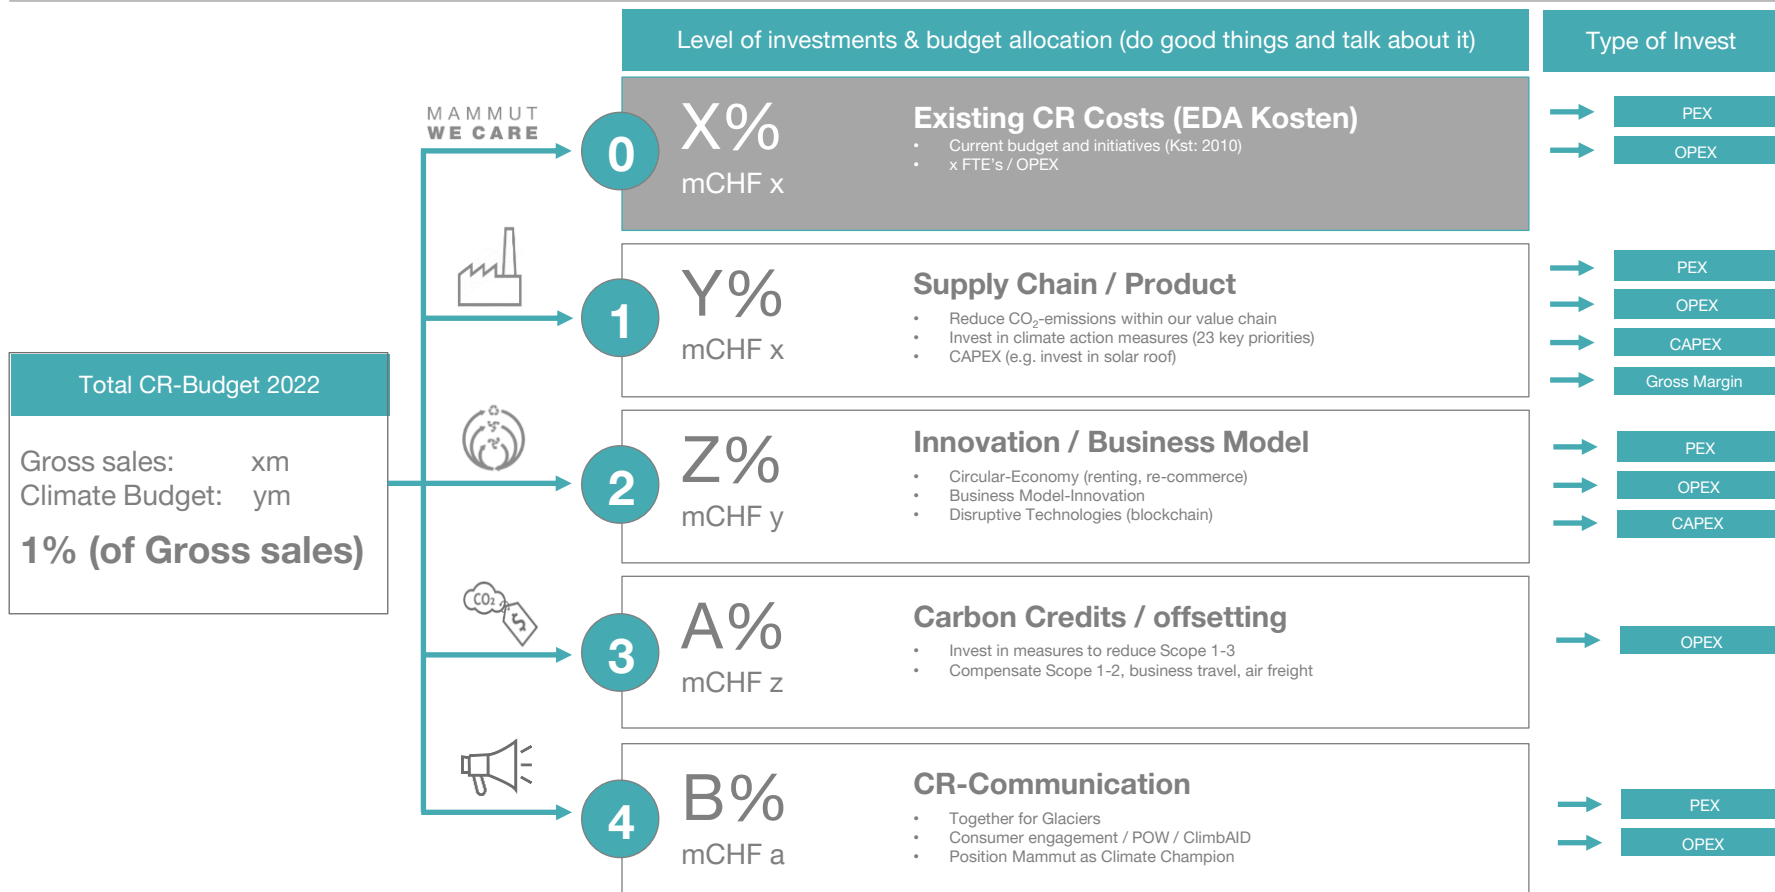 Level of investments & budget allocation (do good things and talk about it)
Type of Invest
MAMMUT
WE CARE
0
X%
mCHF x
Existing CR Costs (EDA Kosten)
• Current budget and initiatives (Kst: 2010)
• x FTE's / OPEX
PEX
OPEX
1
Y%
mCHF x
Supply Chain / Product
• Reduce CO₂-emissions within our value chain
• Invest in climate action measures (23 key priorities)
• CAPEX (e.g. invest in solar roof)
PEX
OPEX
CAPEX
Gross Margin
Total CR-Budget 2022
Gross sales: xm
Climate Budget: ym
1% (of Gross sales)
2
Z%
mCHF y
Innovation / Business Model
• Circular-Economy (renting, re-commerce)
• Business Model-Innovation
• Disruptive Technologies (blockchain)
PEX
OPEX
CAPEX
CO₂
$
3
A%
mCHF z
Carbon Credits / offsetting
• Invest in measures to reduce Scope 1-3
• Compensate Scope 1-2, business travel, air freight
OPEX
4
B%
mCHF a
CR-Communication
• Together for Glaciers
• Consumer engagement / POW / ClimbAID
• Position Mammut as Climate Champion
PEX
OPEX